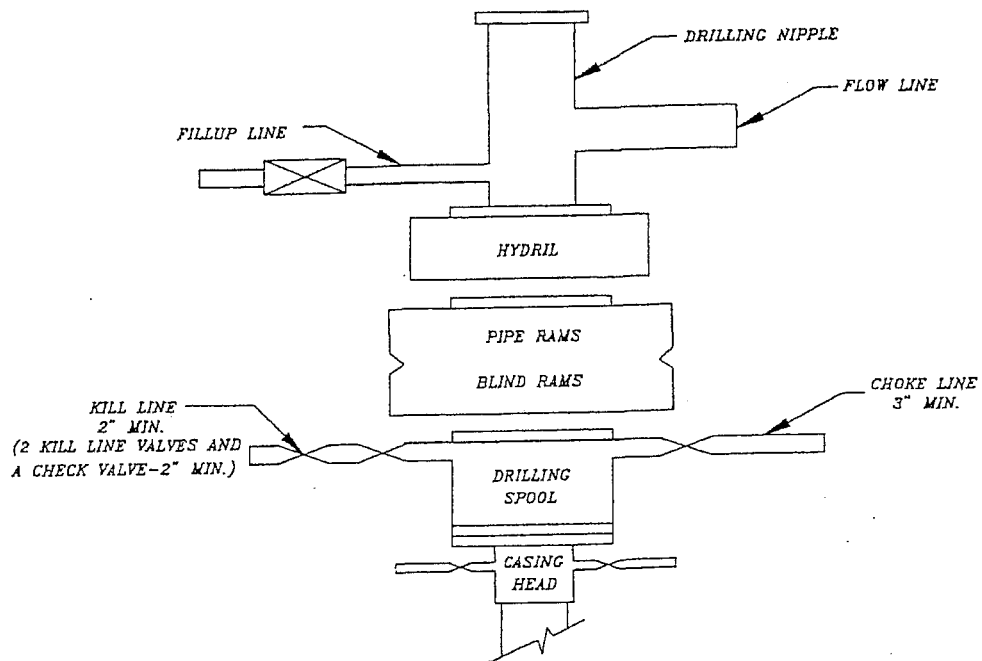 DRILLING NIPPLE
FLOW LINE
FILLUP LINE
HYDRIL
PIPE RAMS
BLIND RAMS
CHOKE LINE
3" MIN.
KILL LINE
2" MIN.
(2 KILL LINE VALVES AND
A CHECK VALVE-2" MIN.)
DRILLING
SPOOL
CASING
HEAD